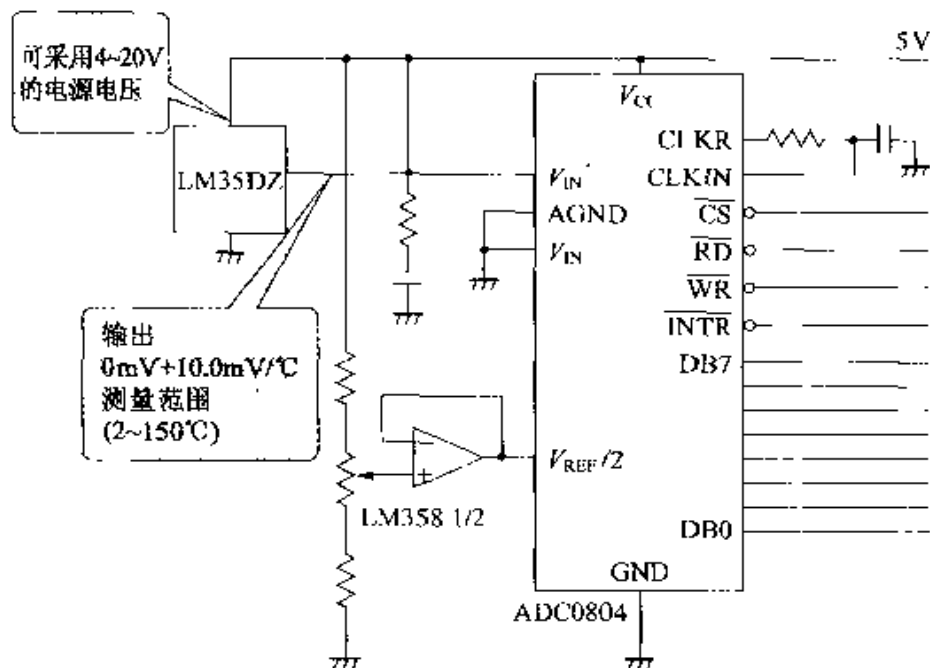 可采用4~20V
的电源电压
5V
LM35DZ
输出
0mV+10.0mV/℃
测量范围
(2~150℃)
LM358 1/2
VCC
CLKR
VIN
CLKIN
AGND
CS
VIN
RD
WR
INTR
DB7
VREF/2
DB0
GND
ADC0804